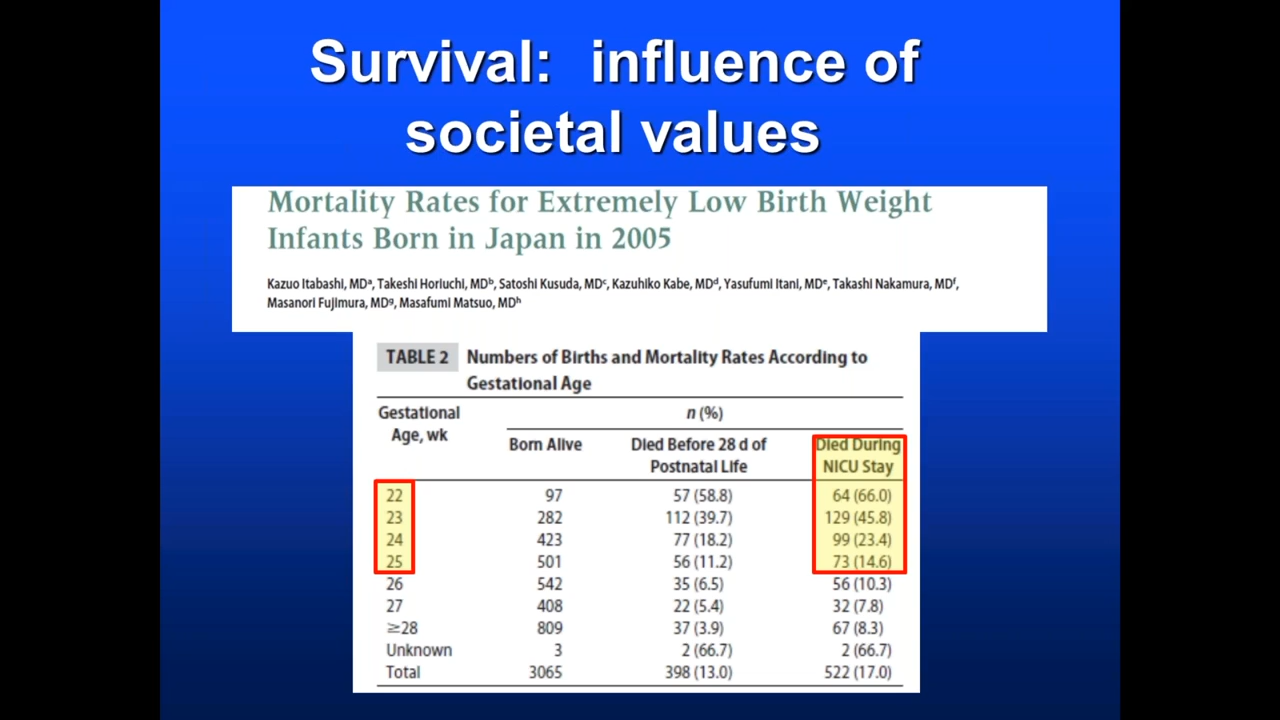 Survival: influence of
societal values
Mortality Rates for Extremely Low Birth Weight
Infants Born in Japan in 2005
Kazuo Itabashi, MDᵃ, Takeshi Horiuchi, MDᵇ, Satoshi Kusuda, MDᶜ, Kazuhiko Kabe, MDᵈ, Yasufumi Itani, MDᵉ, Takashi Nakamura, MDᶠ,
Masanori Fujimura, MDᵍ, Masafumi Matsuo, MDʰ
TABLE 2 Numbers of Births and Mortality Rates According to
Gestational Age
Gestational n (%)
Age, wk
Born Alive Died Before 28 d of Died During
Postnatal Life NICU Stay
22 97 57 (58.8) 64 (66.0)
23 282 112 (39.7) 129 (45.8)
24 423 77 (18.2) 99 (23.4)
25 501 56 (11.2) 73 (14.6)
26 542 35 (6.5) 56 (10.3)
27 408 22 (5.4) 32 (7.8)
≥28 809 37 (3.9) 67 (8.3)
Unknown 3 2 (66.7) 2 (66.7)
Total 3065 398 (13.0) 522 (17.0)